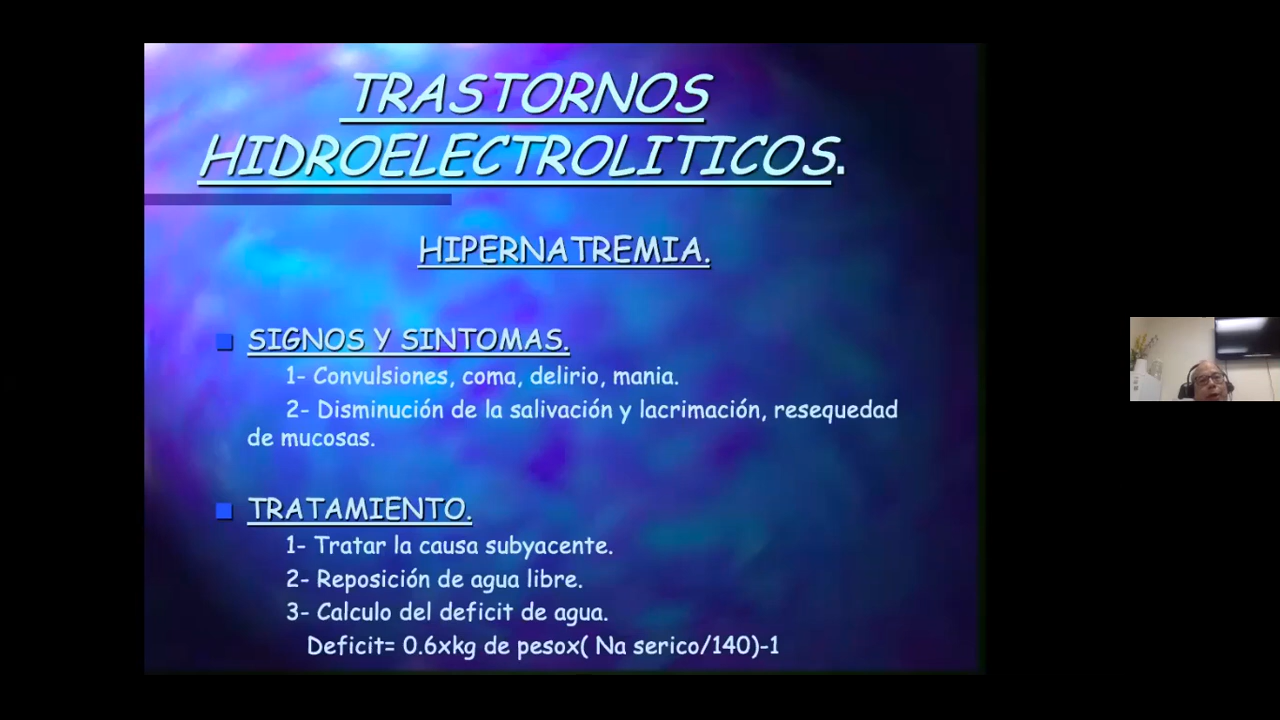 TRASTORNOS
HIDROELECTROLITICOS.
HIPERNATREMIA.
SIGNOS Y SINTOMAS.
1- Convulsiones, coma, delirio, mania.
2- Disminución de la salivación y lacrimación, resequedad
de mucosas.
TRATAMIENTO.
1- Tratar la causa subyacente.
2- Reposición de agua libre.
3- Calculo del deficit de agua.
Deficit= 0.6xkg de pesox( Na serico/140)-1